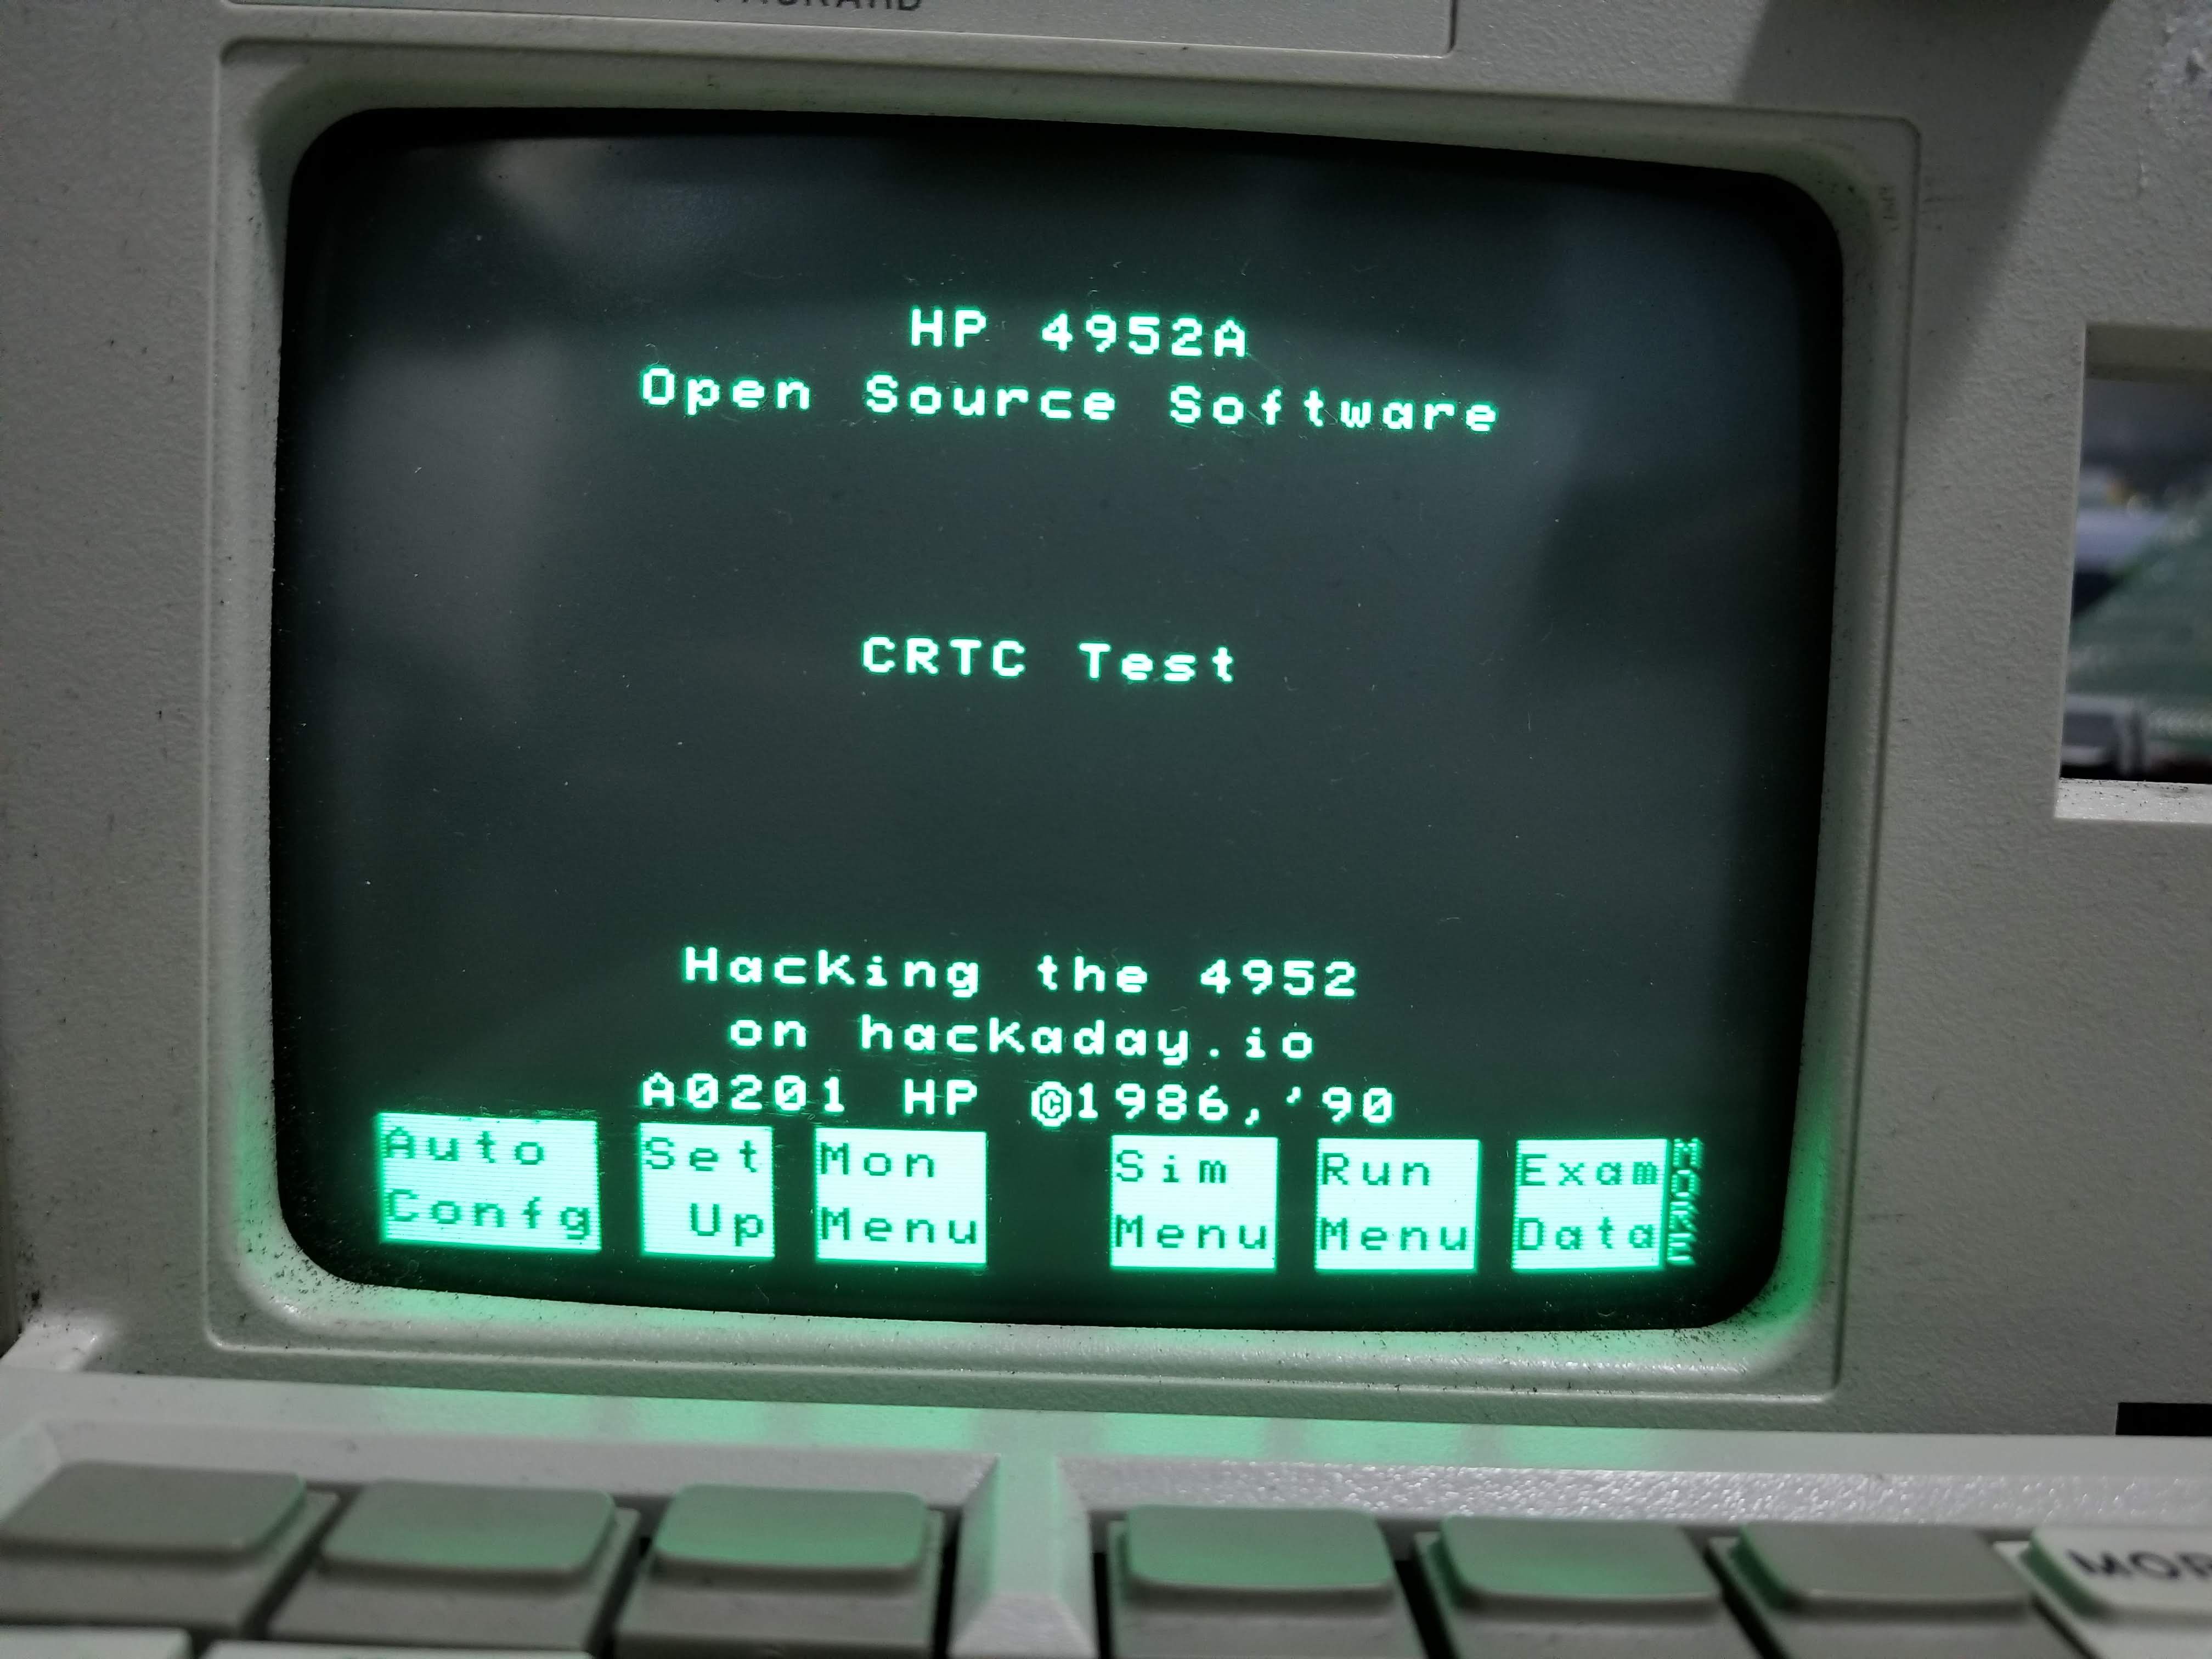 HP 4952A
Open Source Software
CRTC Test
Hacking the 4952
on hackaday.io
A0201 HP ©1986,'90
Auto Set Mon Sim Run Exam
Confg Up Menu Menu Menu Data
MORE